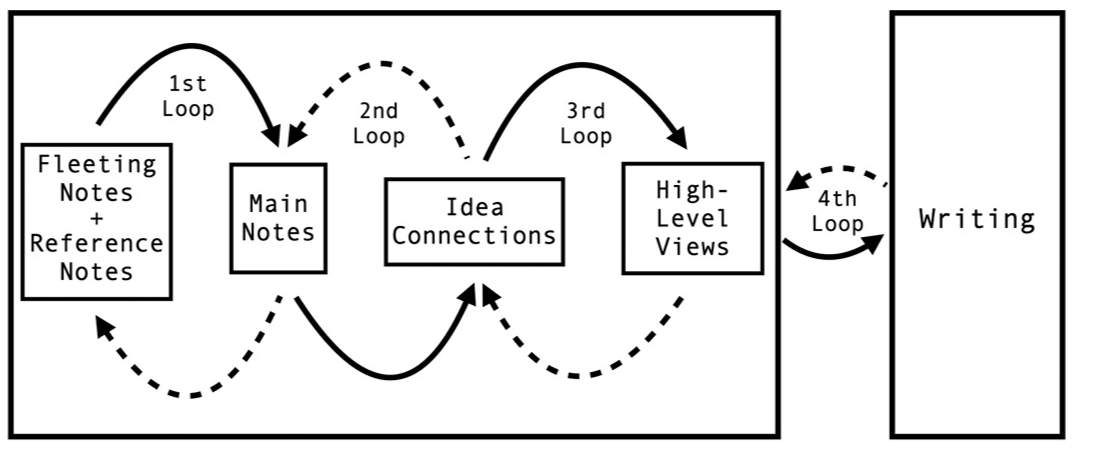 1st
Loop
2nd
Loop
3rd
Loop
Fleeting
Notes
+
Reference
Notes
Main
Notes
Idea
Connections
High-
Level
Views
4th
Loop
Writing